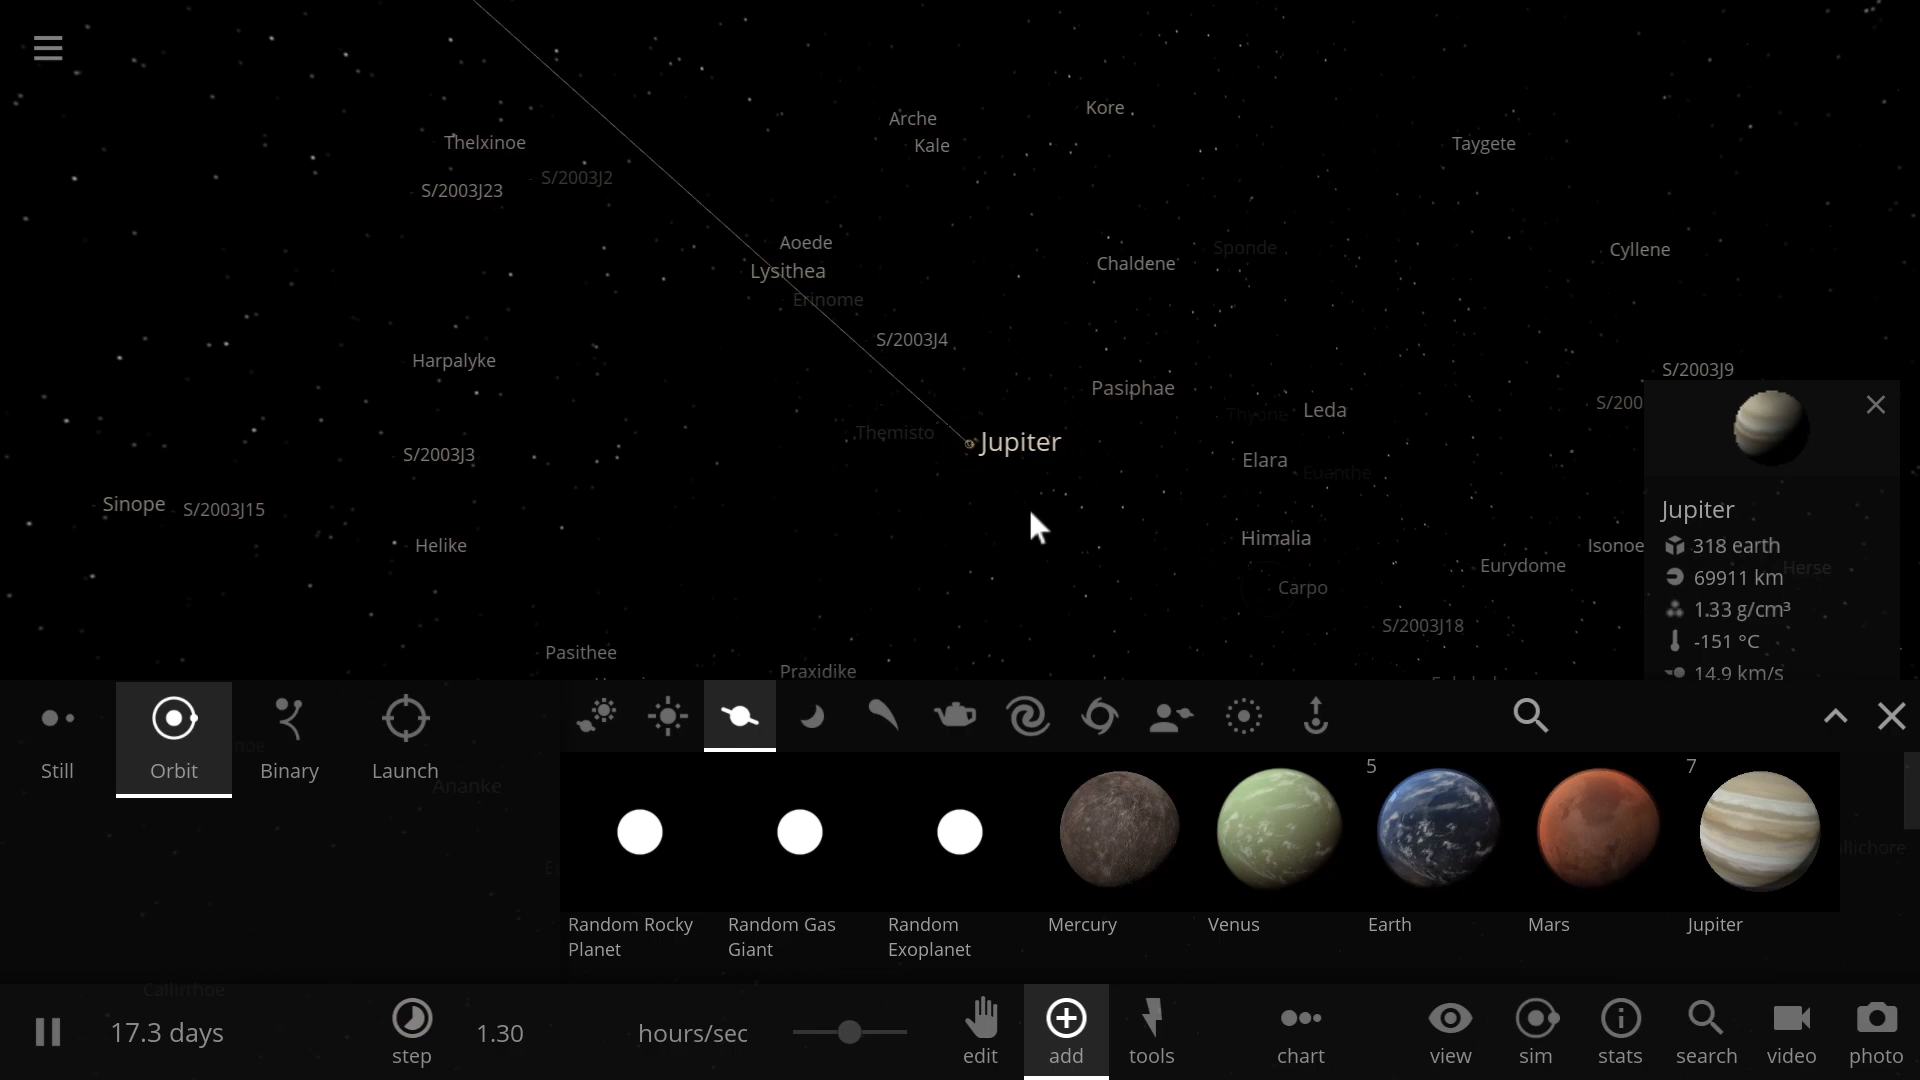 Kore
Arche
Thelxinoe
Kale
Taygete
S/2003J2
S/2003J23
Aoede
Sponde
Cyllene
Chaldene
Lysithea
Erinome
S/2003J4
Harpalyke
S/2003J9
Pasiphae
S/200
Thyone
Leda
Themisto
Jupiter
S/2003J3
Elara
Euanthe
Sinope
S/2003J15
Jupiter
Helike
Himalia
Isonoe
318 earth
Eurydome
Herse
69911 km
Carpo
1.33 g/cm³
S/2003J18
-151 °C
Pasithee
Praxidike
14.9 km/s
Still
Orbit
Binary
Launch
Ananke
5
7
Random Rocky
Planet
Random Gas
Giant
Random
Exoplanet
Mercury
Venus
Earth
Mars
Jupiter
Callirrhoe
17.3 days
step
1.30
hours/sec
edit
add
tools
chart
view
sim
stats
search
video
photo